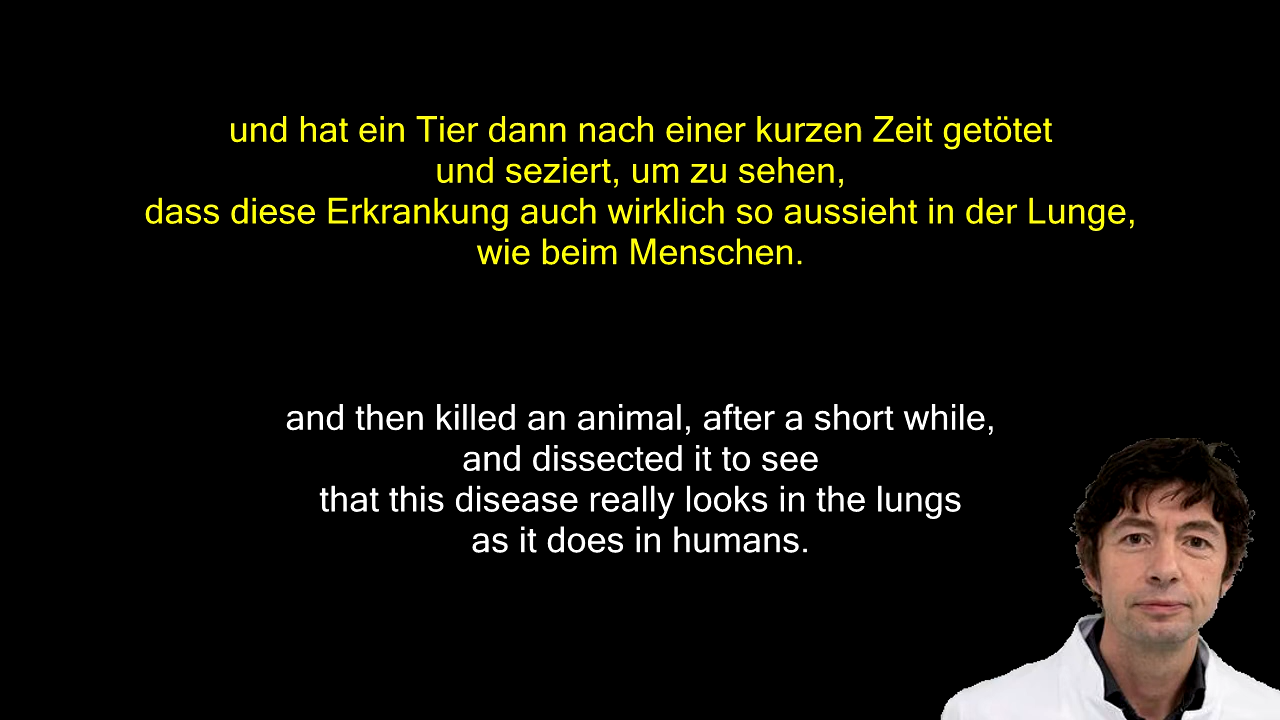 und hat ein Tier dann nach einer kurzen Zeit getötet
und seziert, um zu sehen,
dass diese Erkrankung auch wirklich so aussieht in der Lunge,
wie beim Menschen.
and then killed an animal, after a short while,
and dissected it to see
that this disease really looks in the lungs
as it does in humans.